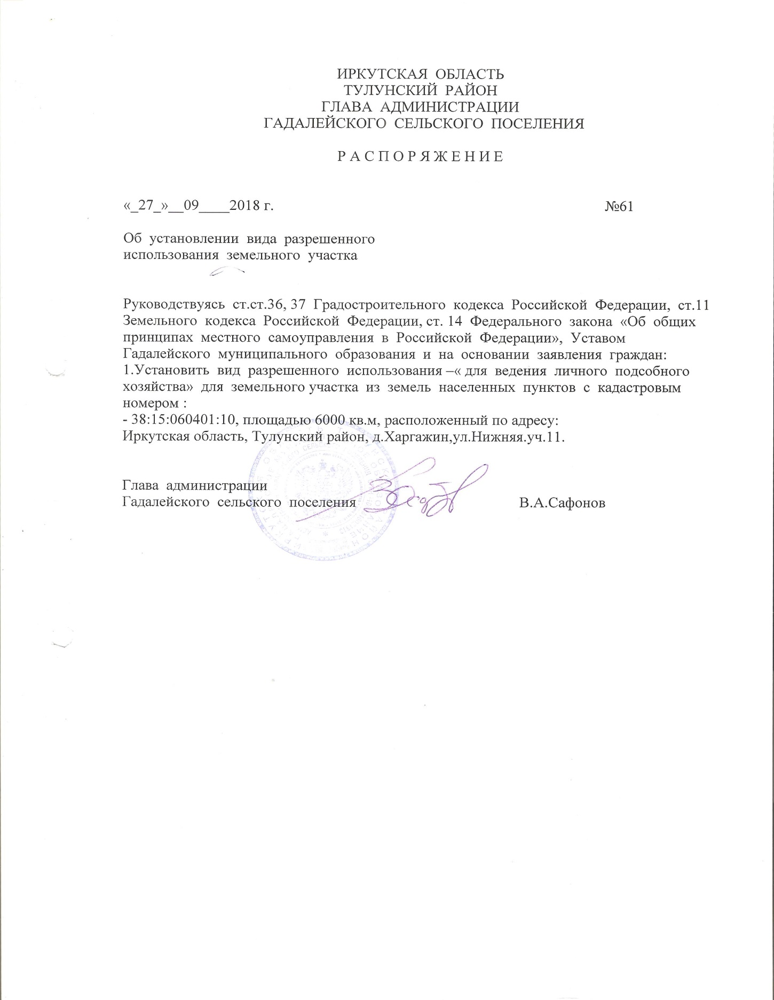 ИРКУТСКАЯ ОБЛАСТЬ
ТУЛУНСКИЙ РАЙОН
ГЛАВА АДМИНИСТРАЦИИ
ГАДАЛЕЙСКОГО СЕЛЬСКОГО ПОСЕЛЕНИЯ
Р А С П О Р Я Ж Е Н И Е
«_27_»__09____2018 г. №61
Об установлении вида разрешенного
использования земельного участка
Руководствуясь ст.ст.36, 37 Градостроительного кодекса Российской Федерации, ст.11
Земельного кодекса Российской Федерации, ст. 14 Федерального закона «Об общих
принципах местного самоуправления в Российской Федерации», Уставом
Гадалейского муниципального образования и на основании заявления граждан:
1.Установить вид разрешенного использования –« для ведения личного подсобного
хозяйства» для земельного участка из земель населенных пунктов с кадастровым
номером :
- 38:15:060401:10, площадью 6000 кв.м, расположенный по адресу:
Иркутская область, Тулунский район, д.Харгажин,ул.Нижняя.уч.11.
Глава администрации
Гадалейского сельского поселения В.А.Сафонов